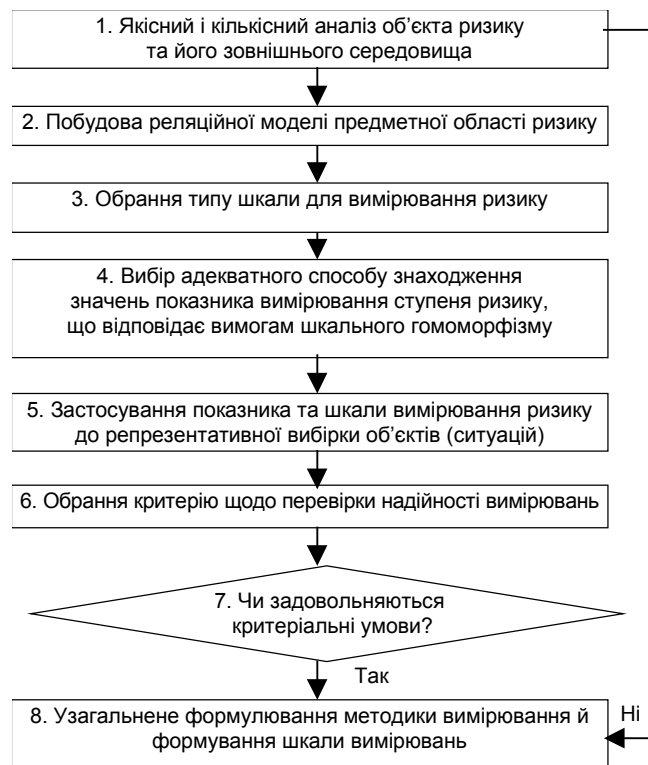 1. Якісний і кількісний аналіз об’єкта ризику
та його зовнішнього середовища
2. Побудова реляційної моделі предметної області ризику
3. Обрання типу шкали для вимірювання ризику
4. Вибір адекватного способу знаходження
значень показника вимірювання ступеня ризику,
що відповідає вимогам шкального гомоморфізму
5. Застосування показника та шкали вимірювання ризику
до репрезентативної вибірки об’єктів (ситуацій)
6. Обрання критерію щодо перевірки надійності вимірювань
7. Чи задовольняються
критеріальні умови?
Так
8. Узагальнене формулювання методики вимірювання й
формування шкали вимірювань
Ні